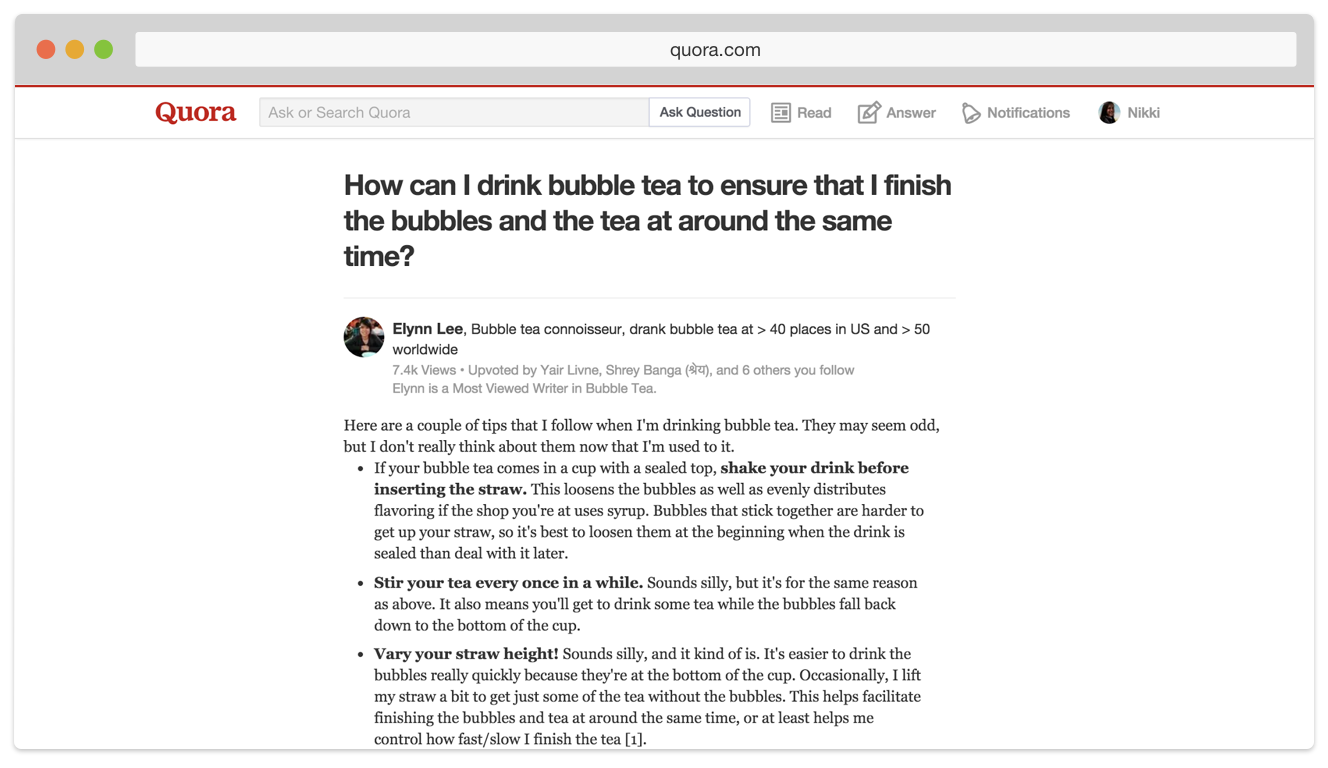 quora.com
Quora
Ask or Search Quora
Ask Question
Read
Answer
Notifications
Nikki
How can I drink bubble tea to ensure that I finish
the bubbles and the tea at around the same
time?
Elynn Lee, Bubble tea connoisseur, drank bubble tea at > 40 places in US and > 50
worldwide
7.4k Views • Upvoted by Yair Livne, Shrey Banga (श्रेय), and 6 others you follow
Elynn is a Most Viewed Writer in Bubble Tea.
Here are a couple of tips that I follow when I'm drinking bubble tea. They may seem odd,
but I don't really think about them now that I'm used to it.
• If your bubble tea comes in a cup with a sealed top, shake your drink before
inserting the straw. This loosens the bubbles as well as evenly distributes
flavoring if the shop you're at uses syrup. Bubbles that stick together are harder to
get up your straw, so it's best to loosen them at the beginning when the drink is
sealed than deal with it later.
• Stir your tea every once in a while. Sounds silly, but it's for the same reason
as above. It also means you'll get to drink some tea while the bubbles fall back
down to the bottom of the cup.
• Vary your straw height! Sounds silly, and it kind of is. It's easier to drink the
bubbles really quickly because they're at the bottom of the cup. Occasionally, I lift
my straw a bit to get just some of the tea without the bubbles. This helps facilitate
finishing the bubbles and tea at around the same time, or at least helps me
control how fast/slow I finish the tea [1].